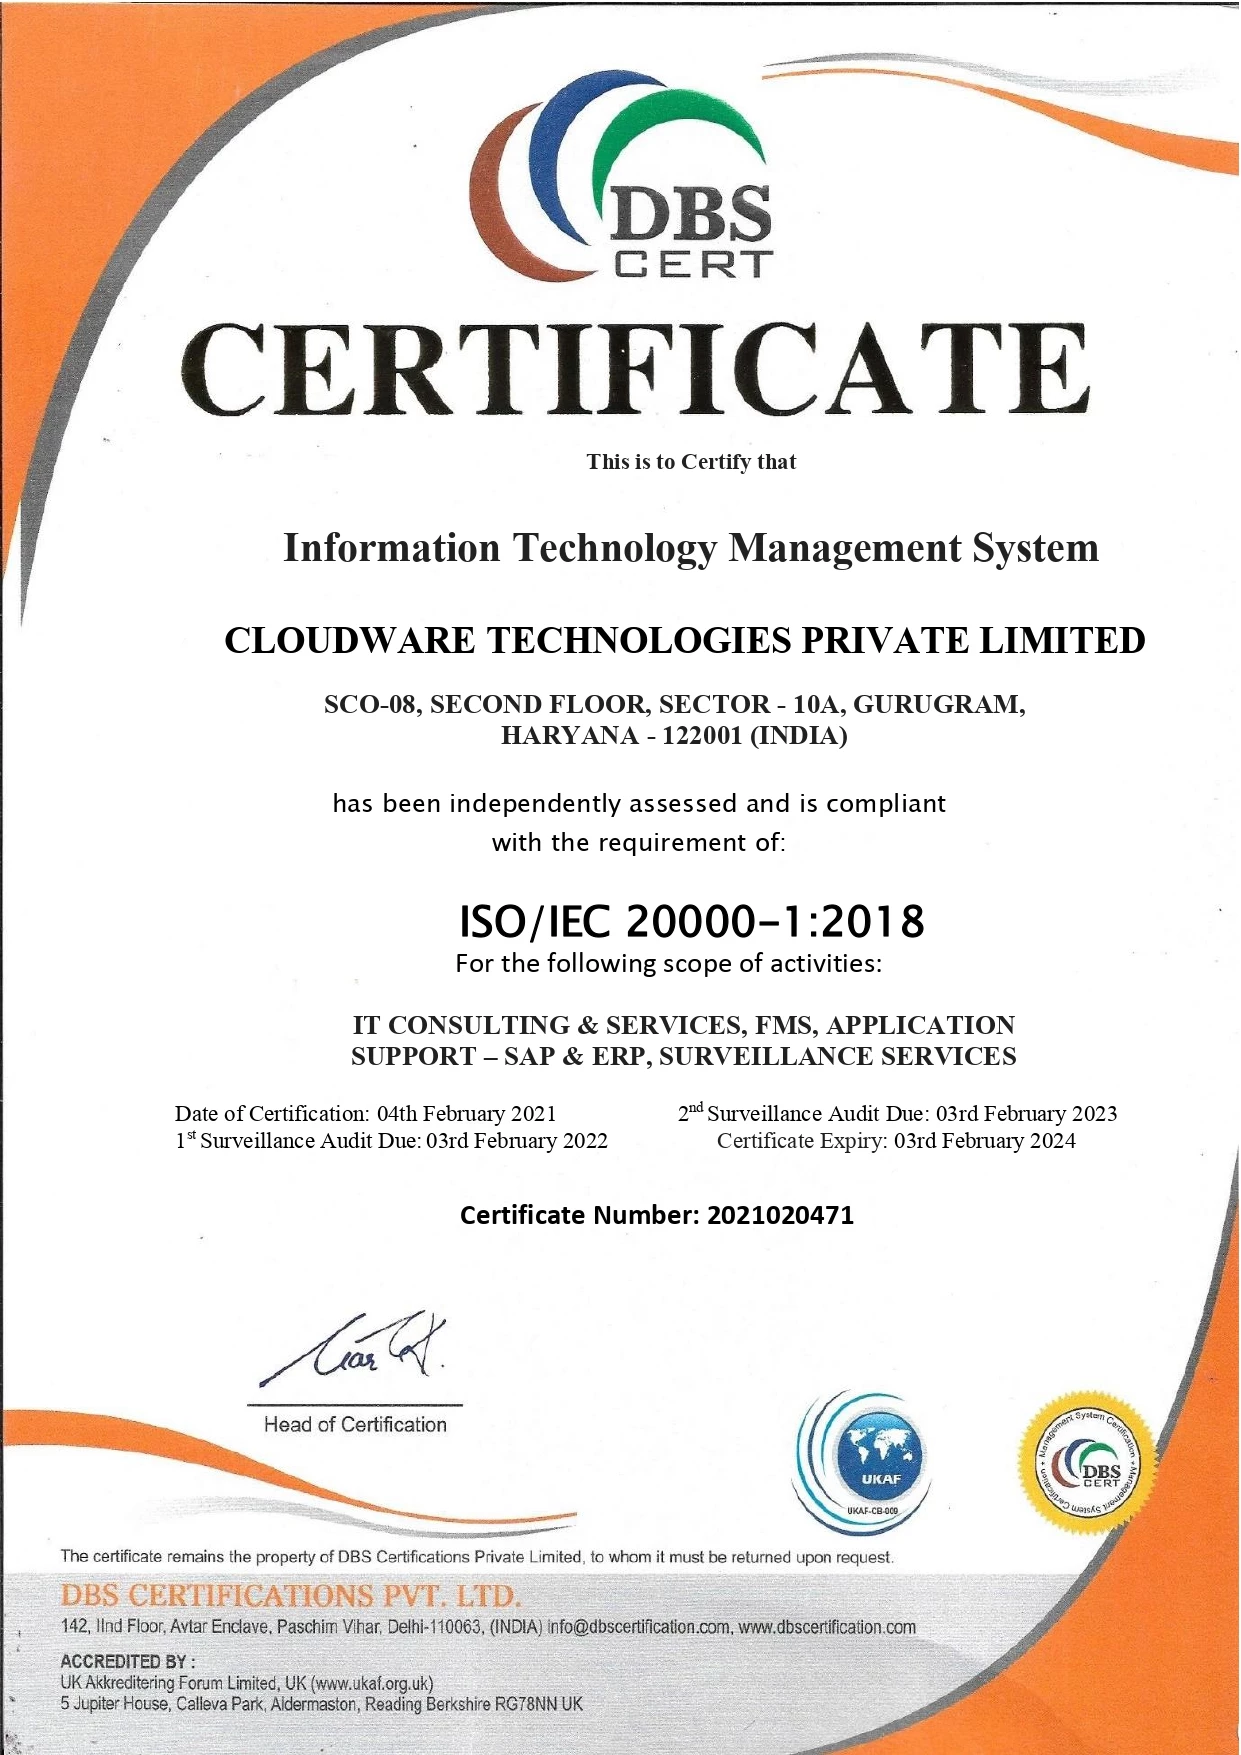 DBS
CERT
CERTIFICATE
This is to Certify that
Information Technology Management System
CLOUDWARE TECHNOLOGIES PRIVATE LIMITED
SCO-08, SECOND FLOOR, SECTOR - 10A, GURUGRAM,
HARYANA - 122001 (INDIA)
has been independently assessed and is compliant
with the requirement of:
ISO/IEC 20000-1:2018
For the following scope of activities:
IT CONSULTING & SERVICES, FMS, APPLICATION
SUPPORT – SAP & ERP, SURVEILLANCE SERVICES
Date of Certification: 04th February 2021
2nd Surveillance Audit Due: 03rd February 2023
1st Surveillance Audit Due: 03rd February 2022
Certificate Expiry: 03rd February 2024
Certificate Number: 2021020471
Head of Certification
UKAF
UKAF-CB-009
Management System Certification • Management System Certification •
DBS
CERT
The certificate remains the property of DBS Certifications Private Limited, to whom it must be returned upon request.
DBS CERTIFICATIONS PVT. LTD.
142, IInd Floor, Avtar Enclave, Paschim Vihar, Delhi-110063, (INDIA) info@dbscertification.com, www.dbscertification.com
ACCREDITED BY :
UK Akkreditering Forum Limited, UK (www.ukaf.org.uk)
5 Jupiter House, Calleva Park, Aldermaston, Reading Berkshire RG78NN UK